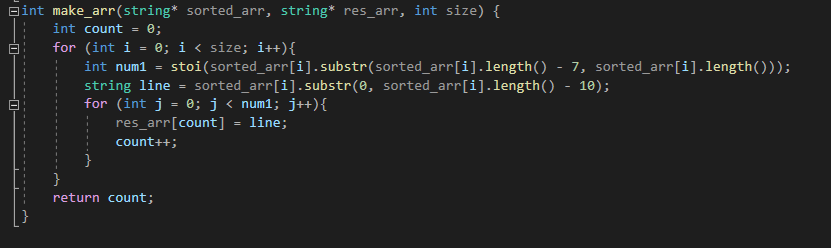 int make_arr(string* sorted_arr, string* res_arr, int size) {
    int count = 0;
    for (int i = 0; i < size; i++){
        int num1 = stoi(sorted_arr[i].substr(sorted_arr[i].length() - 7, sorted_arr[i].length()));
        string line = sorted_arr[i].substr(0, sorted_arr[i].length() - 10);
        for (int j = 0; j < num1; j++){
            res_arr[count] = line;
            count++;
        }
    }
    return count;
}